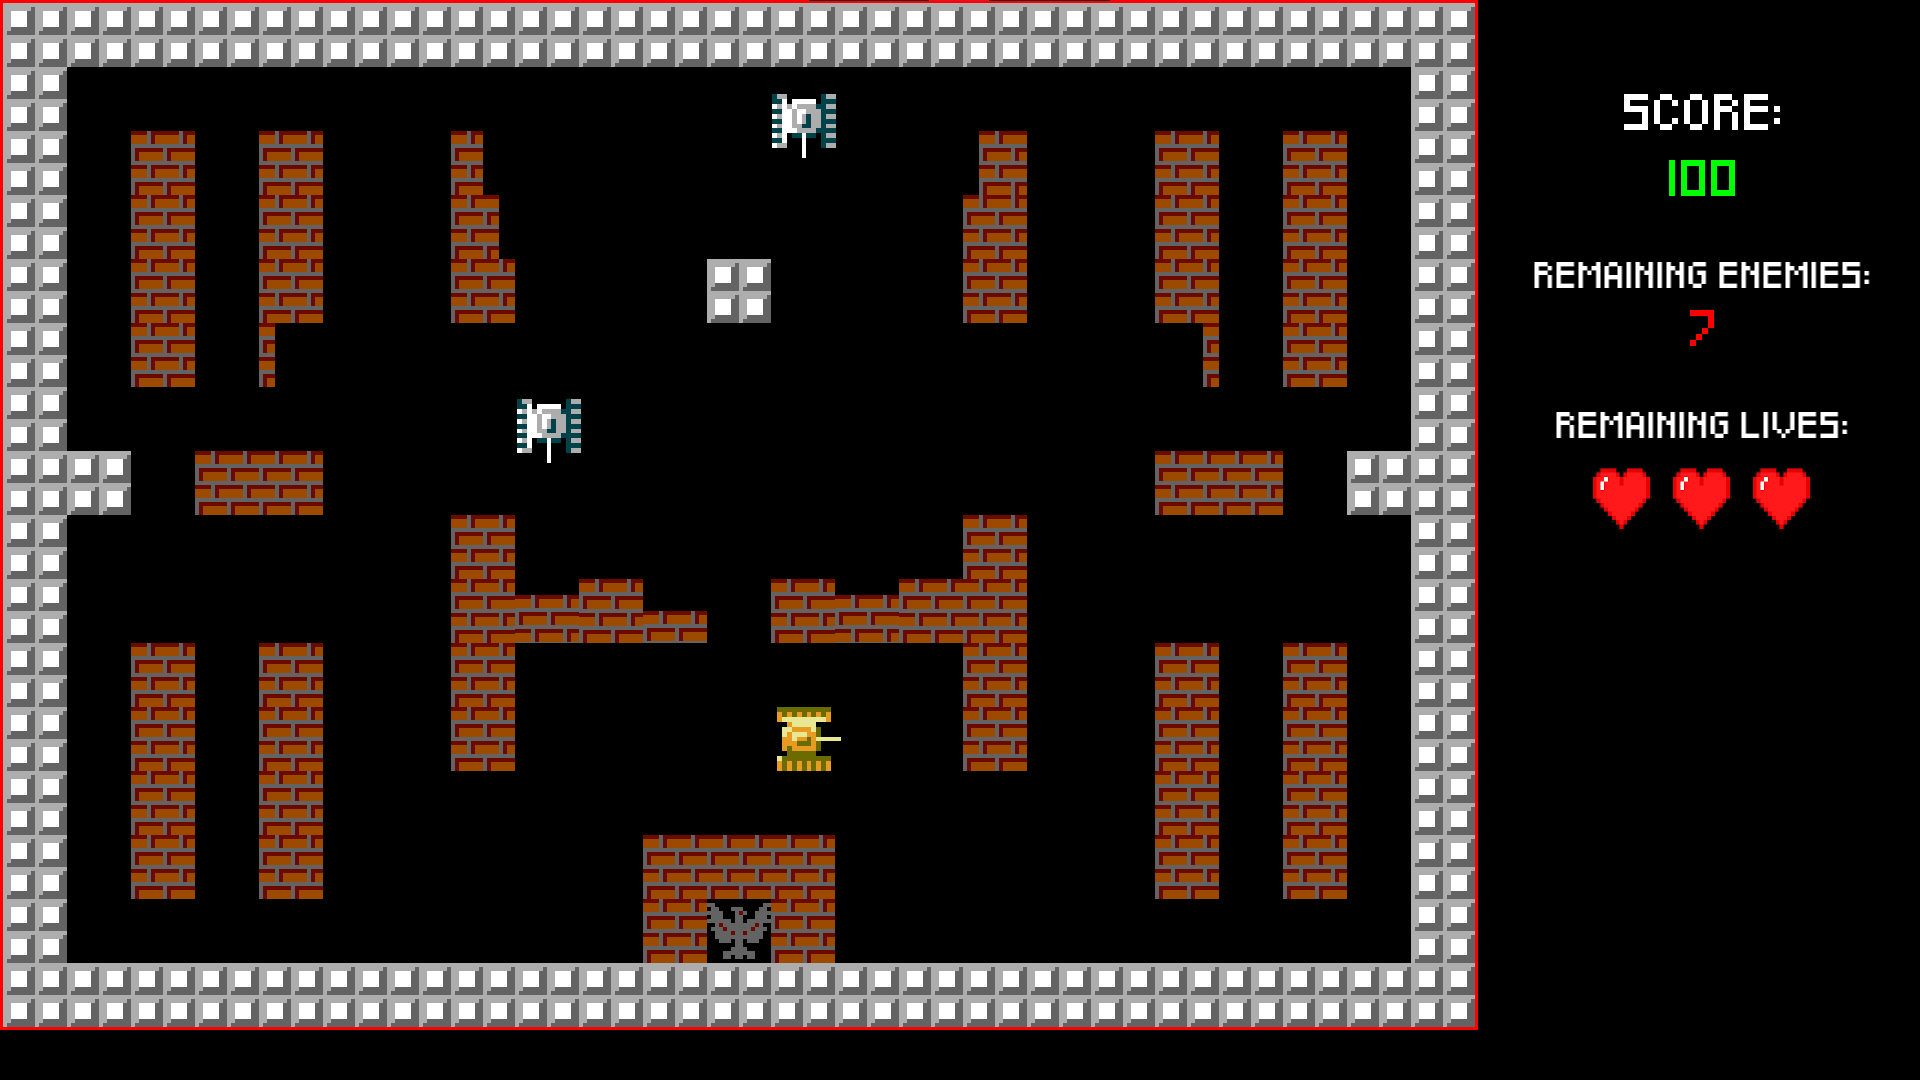 SCORE:
100
REMAINING ENEMIES:
7
REMAINING LIVES: